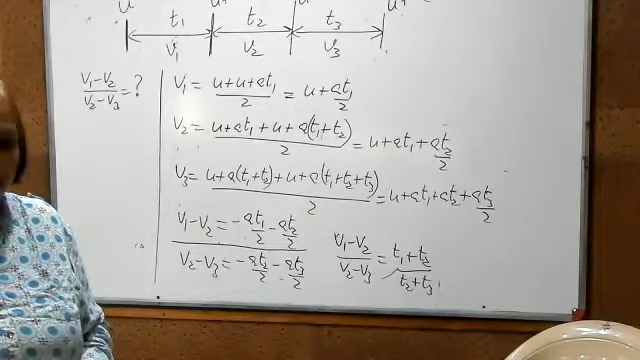 u
t₁ t₂ t₃
v₁ v₂ v₃
(v₁-v₂)/(v₂-v₃) = ?
v₁ = (u+u+at₁)/2 = u + at₁/2
v₂ = (u+at₁+u+a(t₁+t₂))/2 = u+at₁+at₂/2
v₃ = (u+a(t₁+t₂)+u+a(t₁+t₂+t₃))/2 = u+at₁+at₂+at₃/2
v₁-v₂ = -at₁/2 - at₂/2
v₂-v₃ = -at₂/2 - at₃/2
(v₁-v₂)/(v₂-v₃) = (t₁+t₂)/(t₂+t₃)